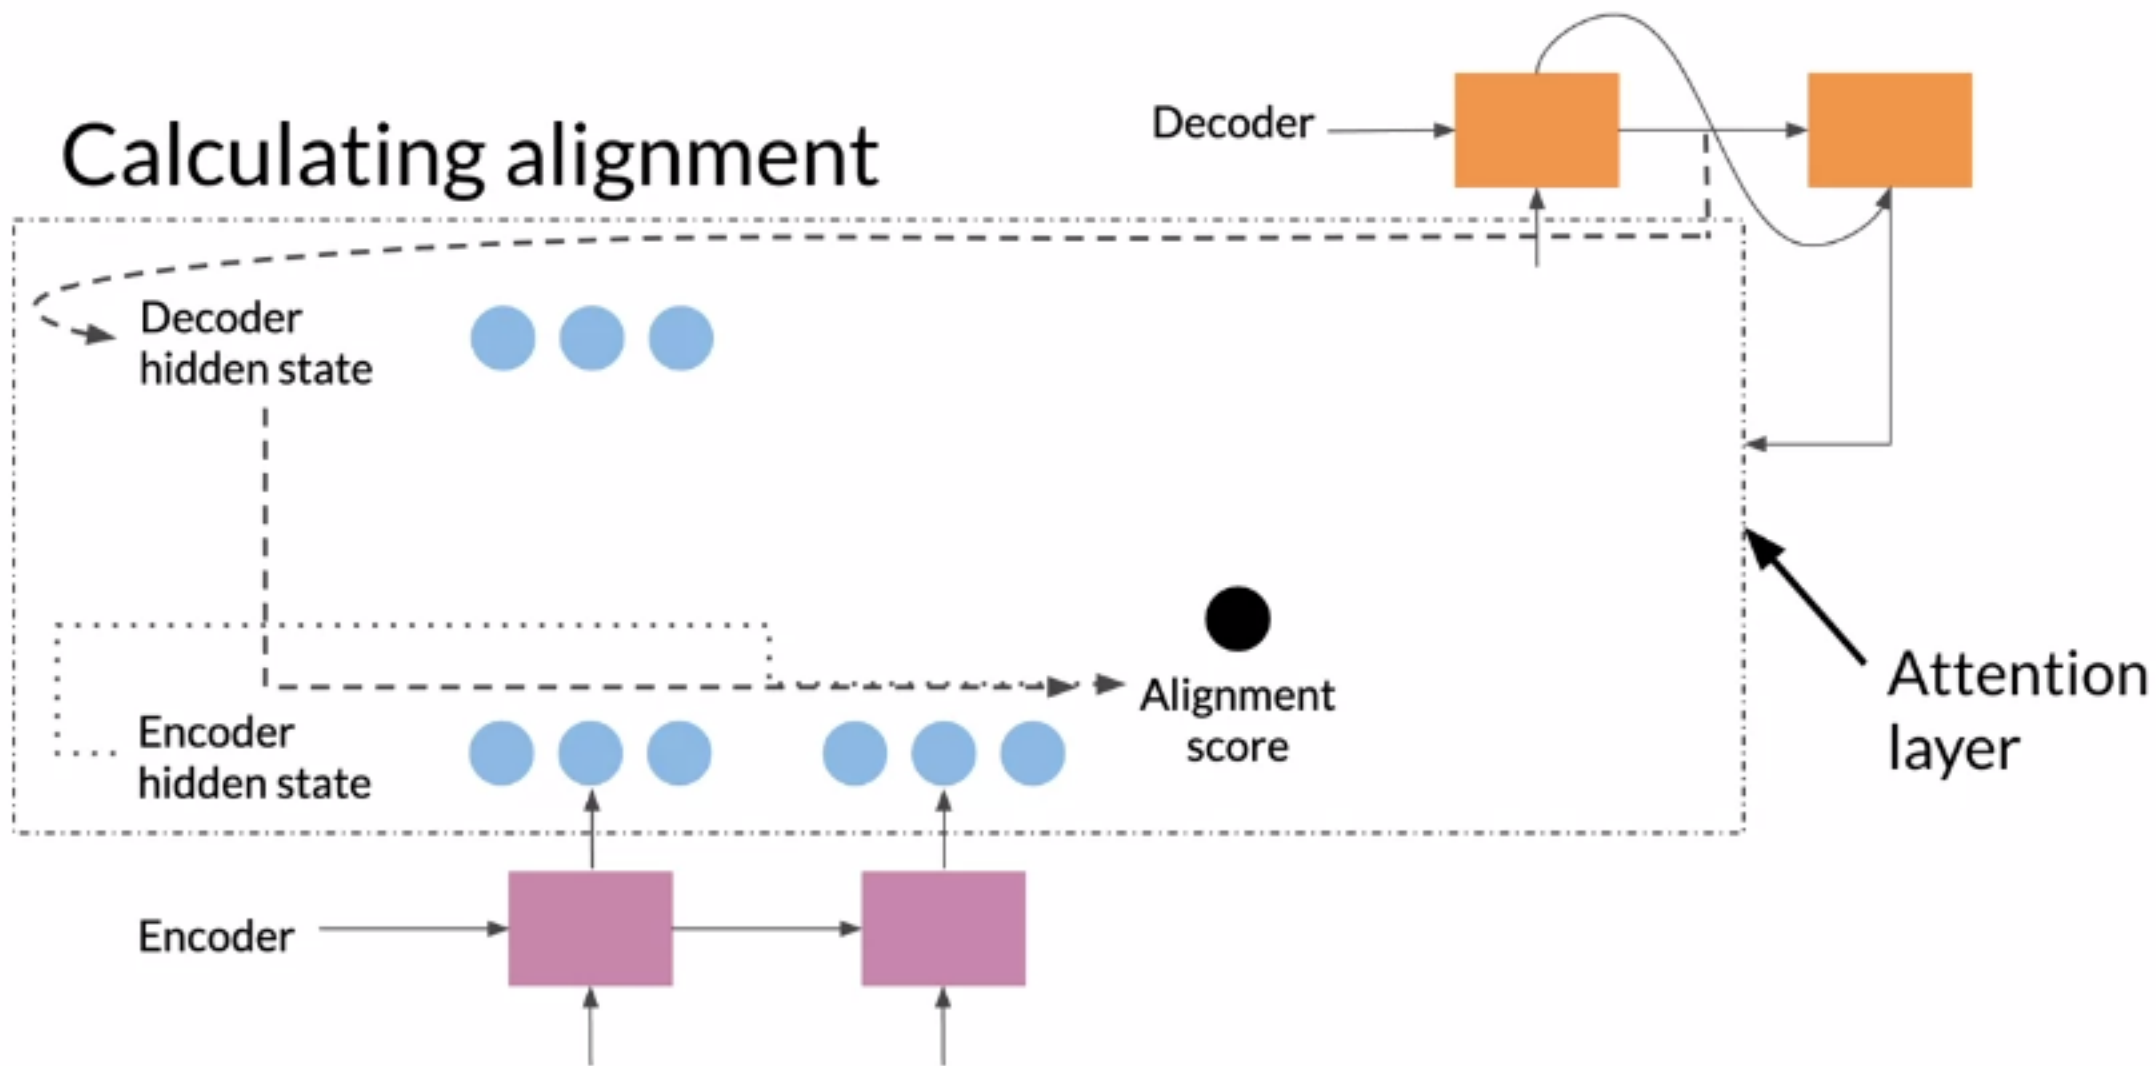 Calculating alignment
Decoder
Decoder
hidden state
Alignment
score
Attention
layer
Encoder
hidden state
Encoder